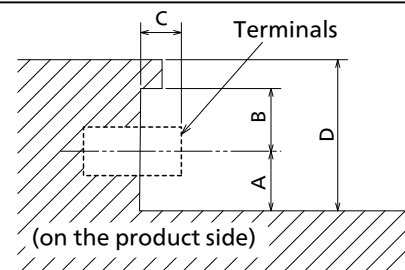 C
Terminals
B
D
A
(on the product side)